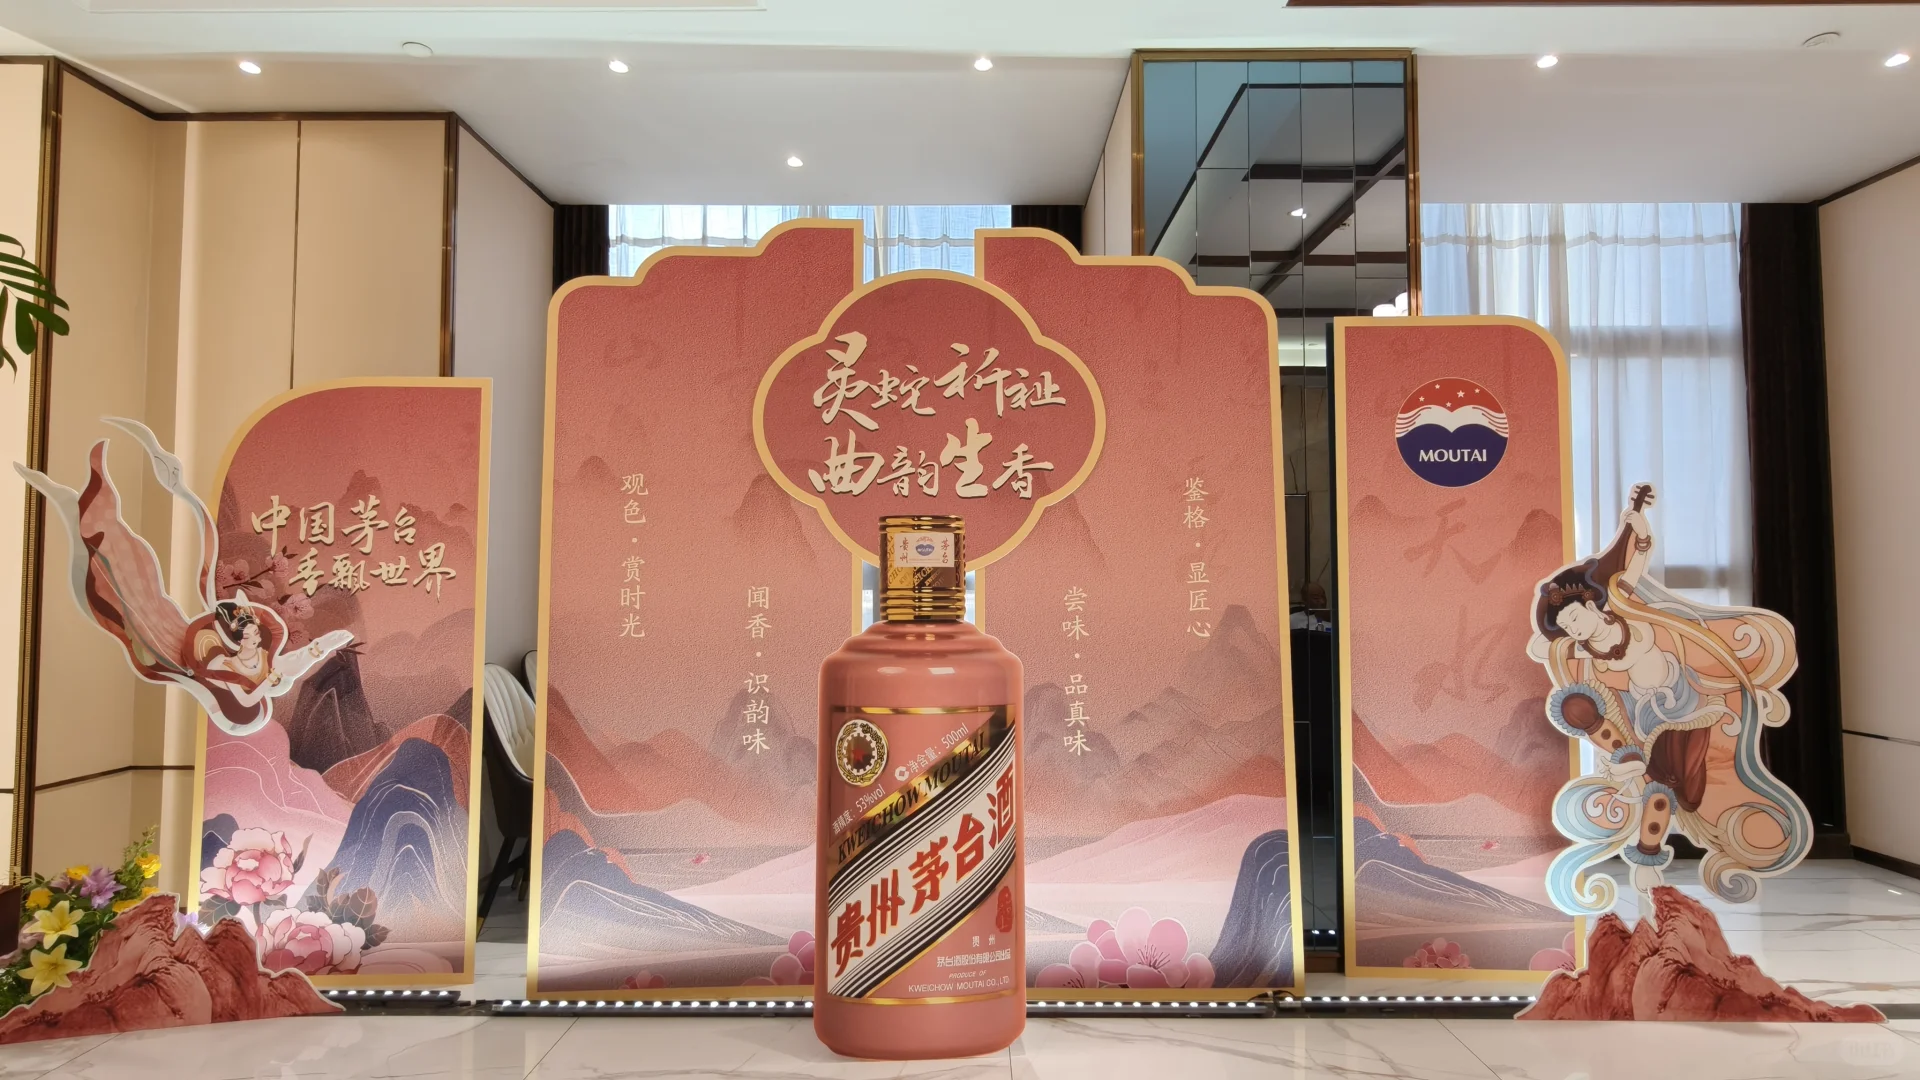 中国茅台
香飘世界
观色·赏时光
闻香·识韵味
灵蛇祈祉
曲韵生香
尝味·品真味
鉴格·显匠心
MOUTAI
天
水
贵州
茅台
MOUTAI
净含量：500ml
酒精度：53%vol
KWEICHOW MOUTAI
贵州茅台酒
贵州
茅台酒股份有限公司出品
PRODUCE OF
KWEICHOW MOUTAI CO., LTD.